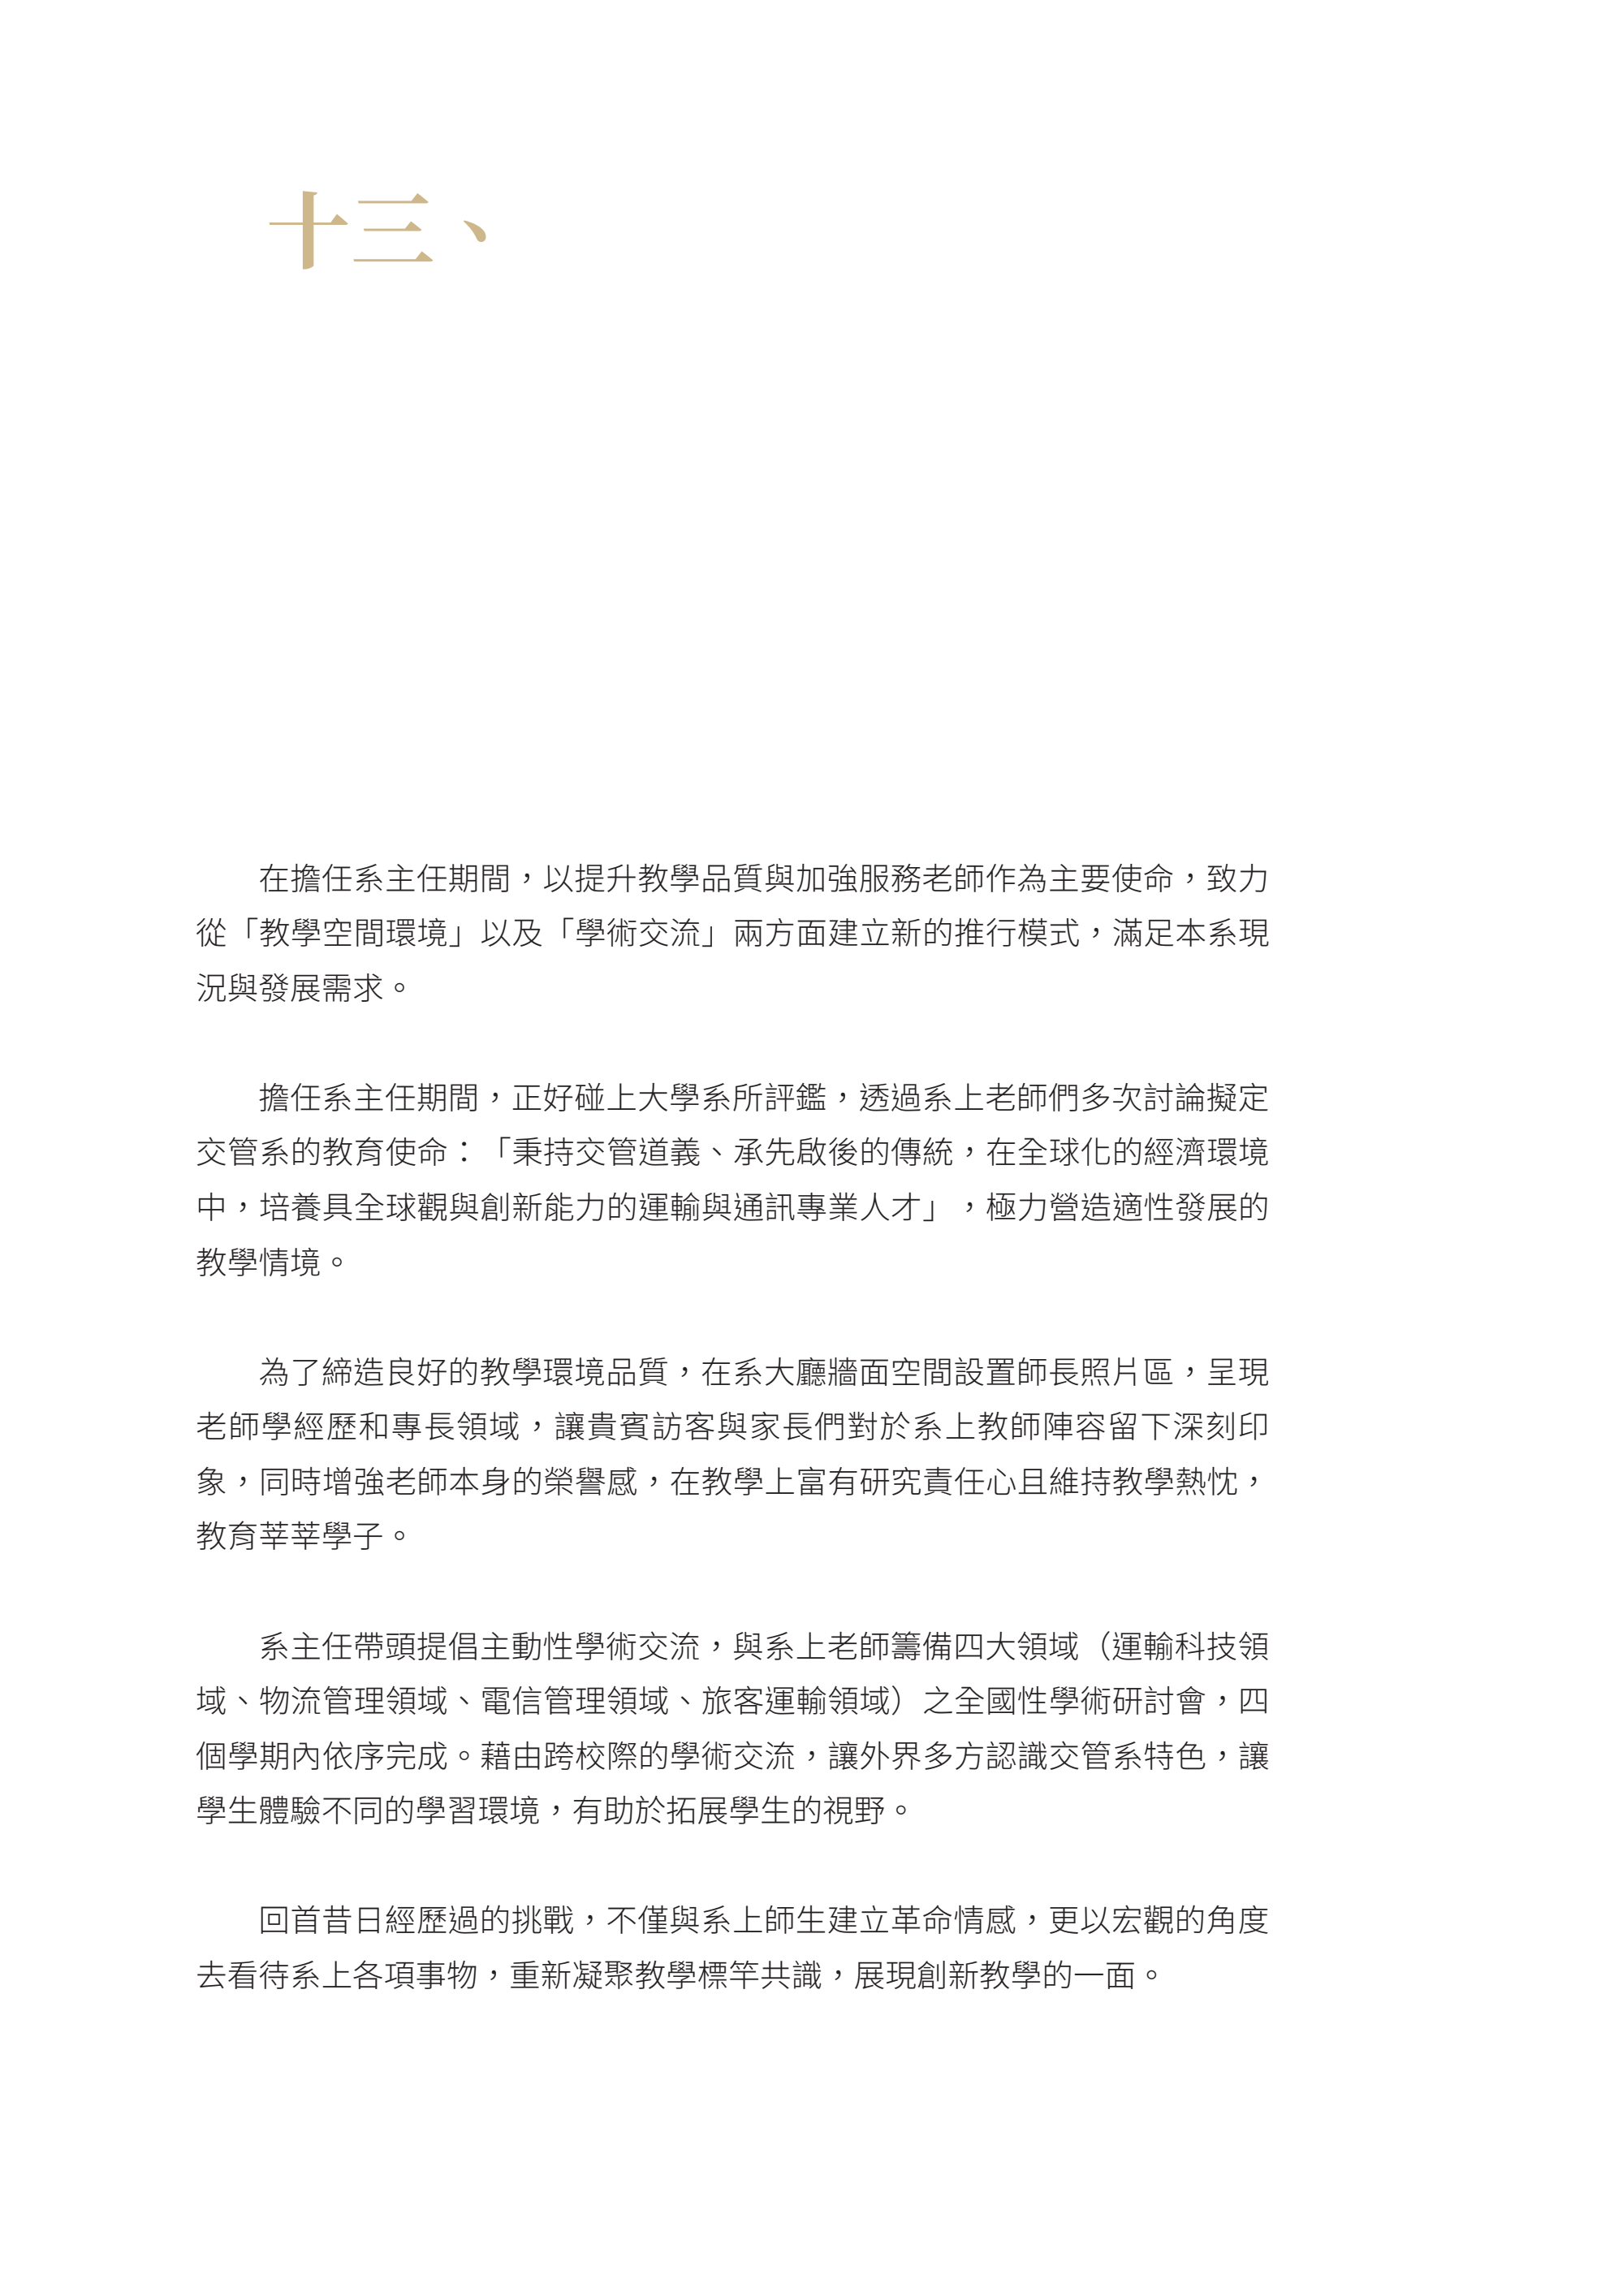 十三、
在擔任系主任期間，以提升教學品質與加強服務老師作為主要使命，致力
從「教學空間環境」以及「學術交流」兩方面建立新的推行模式，滿足本系現
況與發展需求。
擔任系主任期間，正好碰上大學系所評鑑，透過系上老師們多次討論擬定
交管系的教育使命：「秉持交管道義、承先啟後的傳統，在全球化的經濟環境
中，培養具全球觀與創新能力的運輸與通訊專業人才」，極力營造適性發展的
教學情境。
為了締造良好的教學環境品質，在系大廳牆面空間設置師長照片區，呈現
老師學經歷和專長領域，讓貴賓訪客與家長們對於系上教師陣容留下深刻印
象，同時增強老師本身的榮譽感，在教學上富有研究責任心且維持教學熱忱，
教育莘莘學子。
系主任帶頭提倡主動性學術交流，與系上老師籌備四大領域（運輸科技領
域、物流管理領域、電信管理領域、旅客運輸領域）之全國性學術研討會，四
個學期內依序完成。藉由跨校際的學術交流，讓外界多方認識交管系特色，讓
學生體驗不同的學習環境，有助於拓展學生的視野。
回首昔日經歷過的挑戰，不僅與系上師生建立革命情感，更以宏觀的角度
去看待系上各項事物，重新凝聚教學標竿共識，展現創新教學的一面。